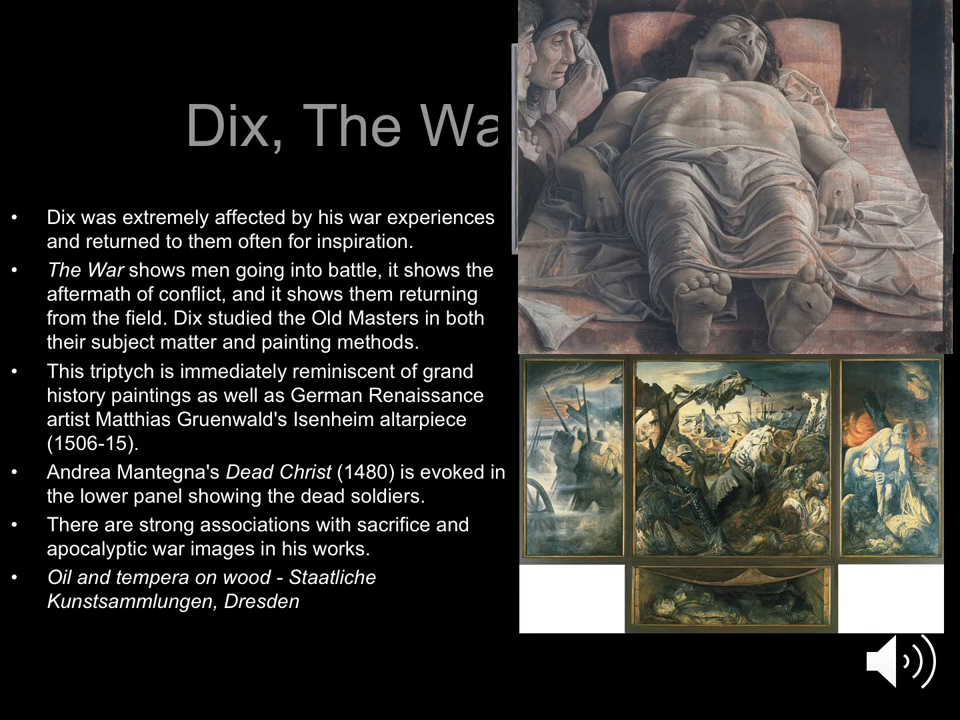 Dix, The Wa
• Dix was extremely affected by his war experiences
and returned to them often for inspiration.
• The War shows men going into battle, it shows the
aftermath of conflict, and it shows them returning
from the field. Dix studied the Old Masters in both
their subject matter and painting methods.
• This triptych is immediately reminiscent of grand
history paintings as well as German Renaissance
artist Matthias Gruenwald's Isenheim altarpiece
(1506-15).
• Andrea Mantegna's Dead Christ (1480) is evoked in
the lower panel showing the dead soldiers.
• There are strong associations with sacrifice and
apocalyptic war images in his works.
• Oil and tempera on wood - Staatliche
Kunstsammlungen, Dresden